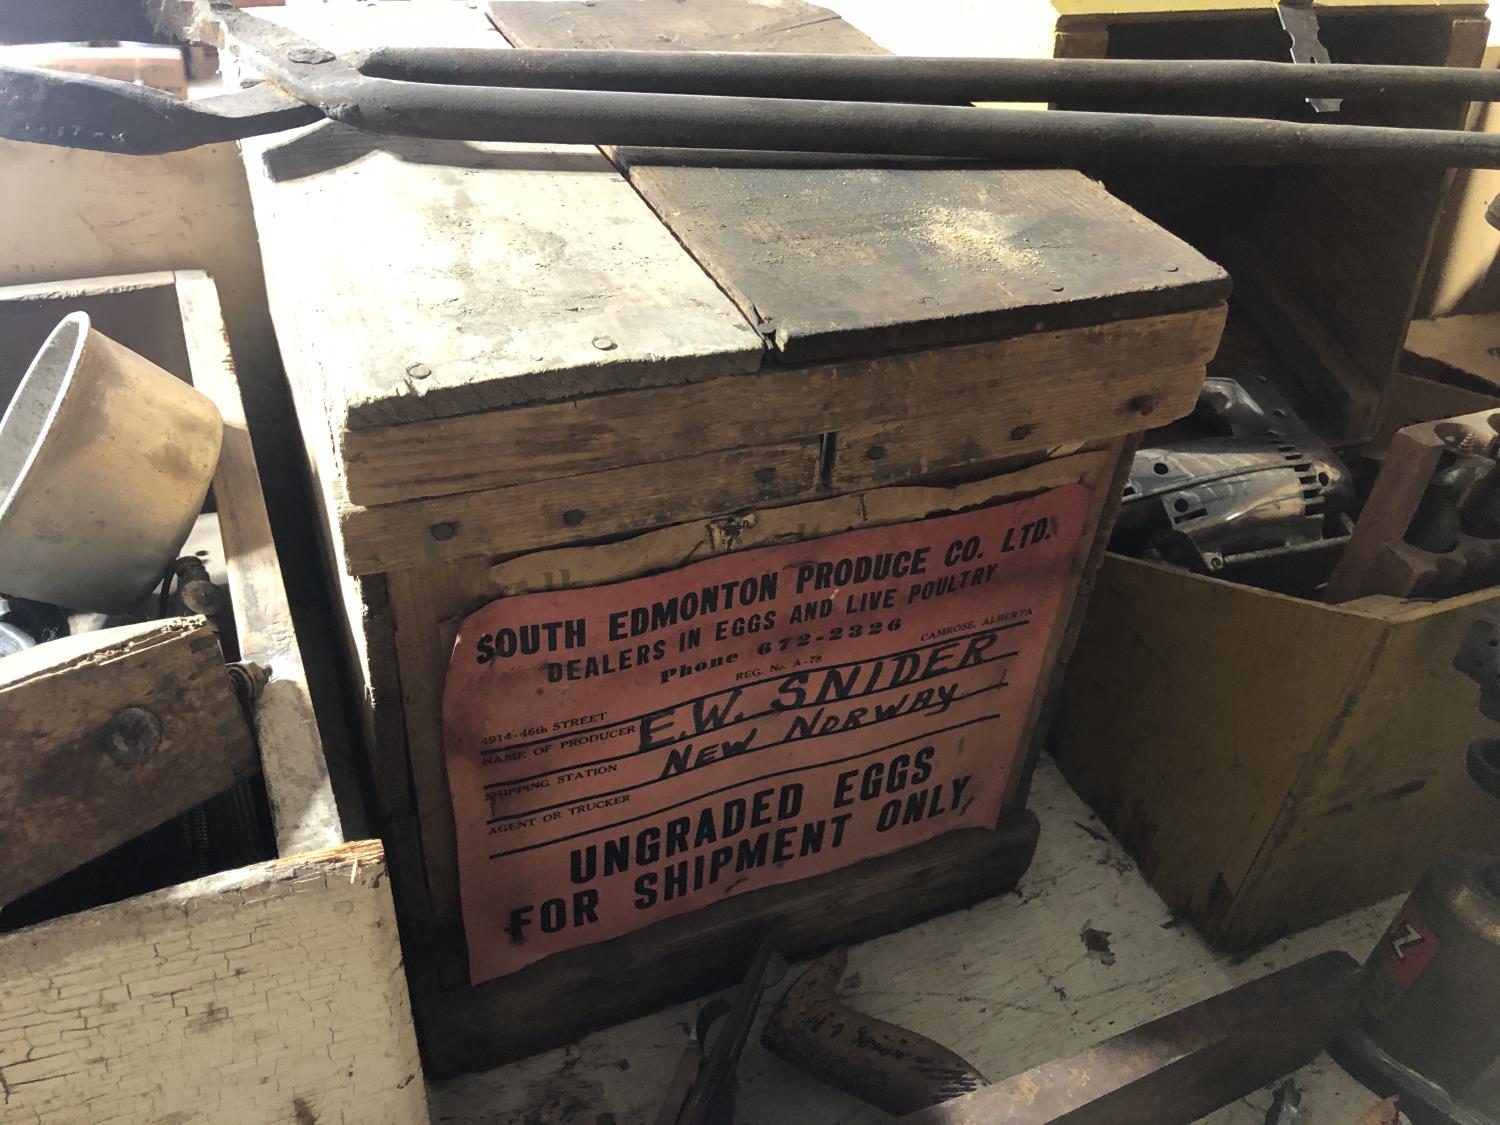 SOUTH EDMONTON PRODUCE CO. LTD.
DEALERS IN EGGS AND LIVE POULTRY
Phone 672-2326
4914-46th STREET REG. No. A-78 CAMROSE, ALBERTA
NAME OF PRODUCER E.W. SNIDER
SHIPPING STATION NEW NORWAY
AGENT OR TRUCKER
UNGRADED EGGS
FOR SHIPMENT ONLY
Z